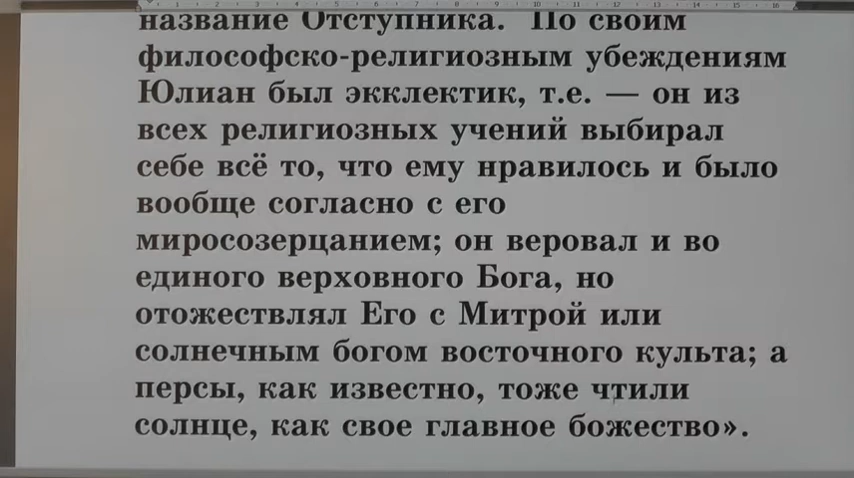 название Отступника. По своим
философско-религиозным убеждениям
Юлиан был экклектик, т.е. — он из
всех религиозных учений выбирал
себе всё то, что ему нравилось и было
вообще согласно с его
миросозерцанием; он веровал и во
единого верховного Бога, но
отожествлял Его с Митрой или
солнечным богом восточного культа; а
персы, как известно, тоже чтили
солнце, как свое главное божество».